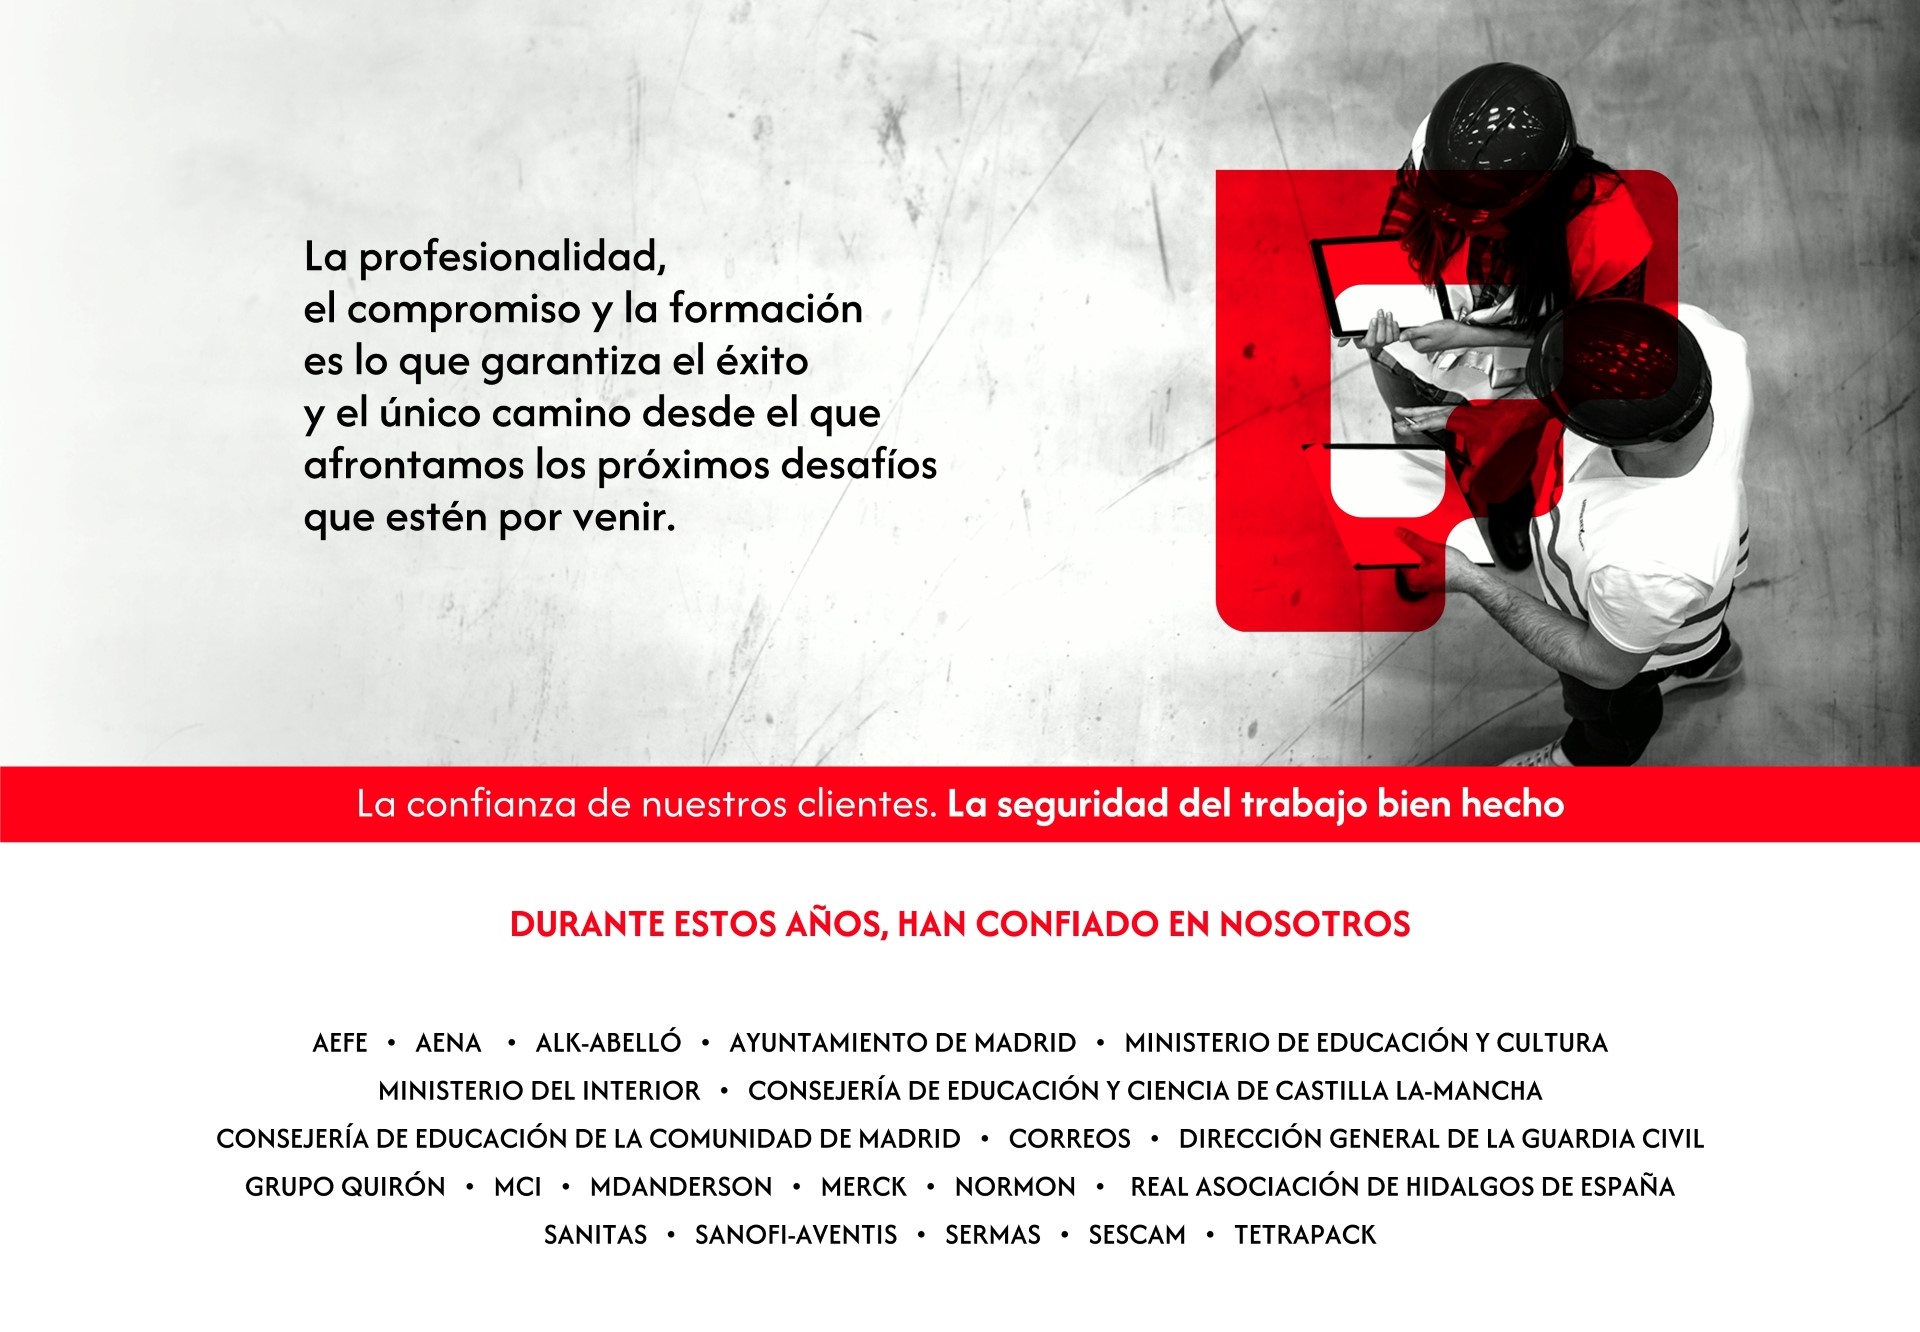 La profesionalidad,
el compromiso y la formación
es lo que garantiza el éxito
y el único camino desde el que
afrontamos los próximos desafíos
que estén por venir.
La confianza de nuestros clientes. La seguridad del trabajo bien hecho
DURANTE ESTOS AÑOS, HAN CONFIADO EN NOSOTROS
AEFE • AENA • ALK-ABELLÓ • AYUNTAMIENTO DE MADRID • MINISTERIO DE EDUCACIÓN Y CULTURA
MINISTERIO DEL INTERIOR • CONSEJERÍA DE EDUCACIÓN Y CIENCIA DE CASTILLA LA-MANCHA
CONSEJERÍA DE EDUCACIÓN DE LA COMUNIDAD DE MADRID • CORREOS • DIRECCIÓN GENERAL DE LA GUARDIA CIVIL
GRUPO QUIRÓN • MCI • MDANDERSON • MERCK • NORMON • REAL ASOCIACIÓN DE HIDALGOS DE ESPAÑA
SANITAS • SANOFI-AVENTIS • SERMAS • SESCAM • TETRAPACK